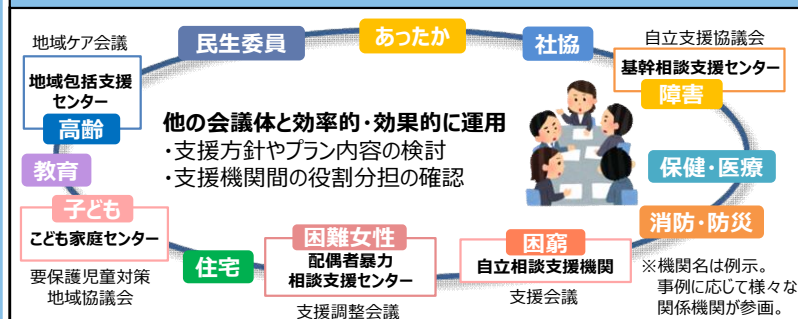 民生委員
あったか
社協
地域ケア会議
地域包括支援
センター
高齢
自立支援協議会
基幹相談支援センター
障害
他の会議体と効率的・効果的に運用
・支援方針やプラン内容の検討
・支援機関間の役割分担の確認
教育
保健・医療
子ども
こども家庭センター
要保護児童対策
地域協議会
住宅
困難女性
配偶者暴力
相談支援センター
支援調整会議
困窮
自立相談支援機関
支援会議
消防・防災
※機関名は例示。
事例に応じて様々な
関係機関が参画。